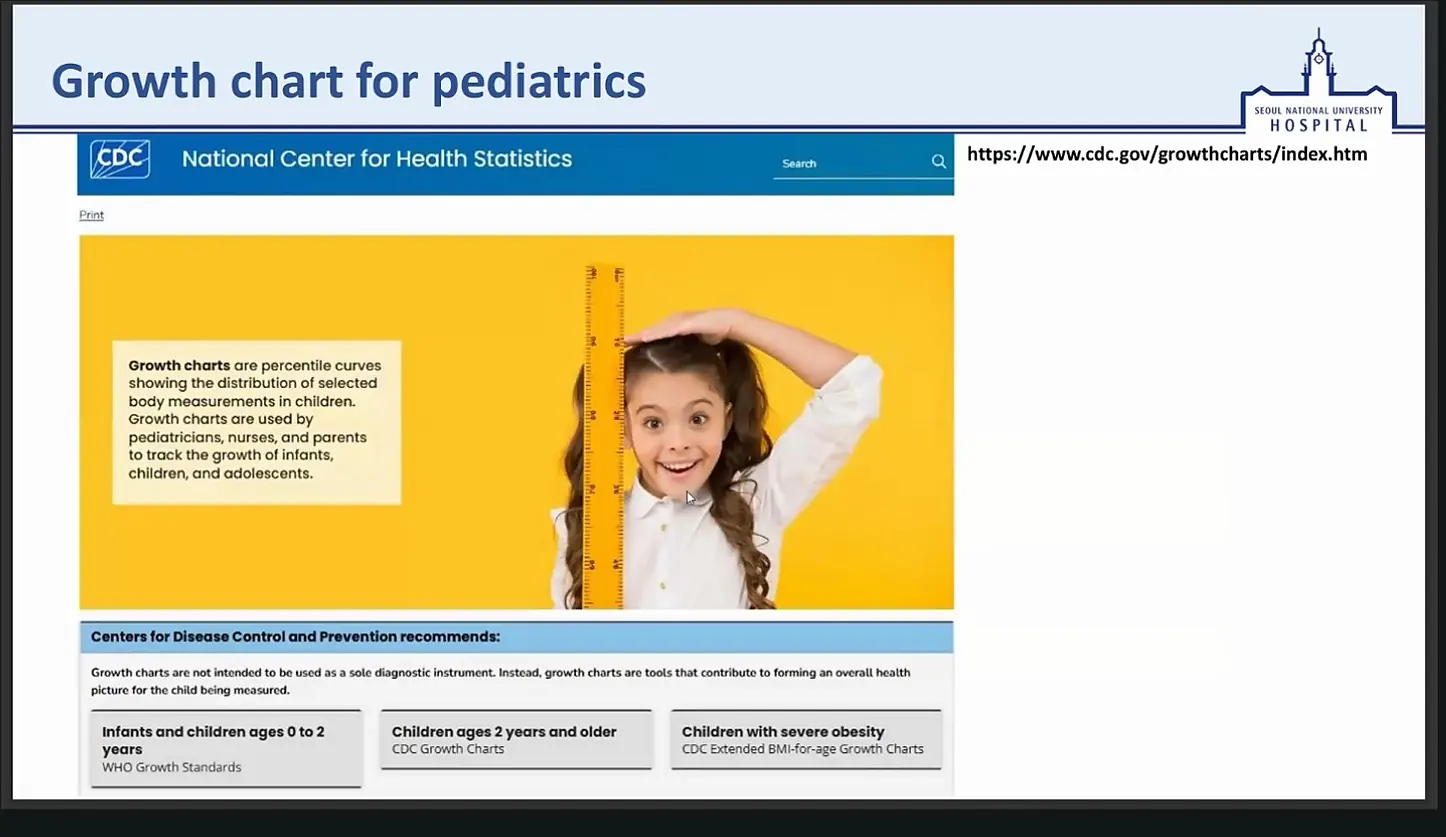 Growth chart for pediatrics
SEOUL NATIONAL UNIVERSITY
HOSPITAL
CDC
National Center for Health Statistics
Search
https://www.cdc.gov/growthcharts/index.htm
Print
Growth charts are percentile curves
showing the distribution of selected
body measurements in children.
Growth charts are used by
pediatricians, nurses, and parents
to track the growth of infants,
children, and adolescents.
Centers for Disease Control and Prevention recommends:
Growth charts are not intended to be used as a sole diagnostic instrument. Instead, growth charts are tools that contribute to forming an overall health
picture for the child being measured.
Infants and children ages 0 to 2
years
WHO Growth Standards
Children ages 2 years and older
CDC Growth Charts
Children with severe obesity
CDC Extended BMI-for-age Growth Charts